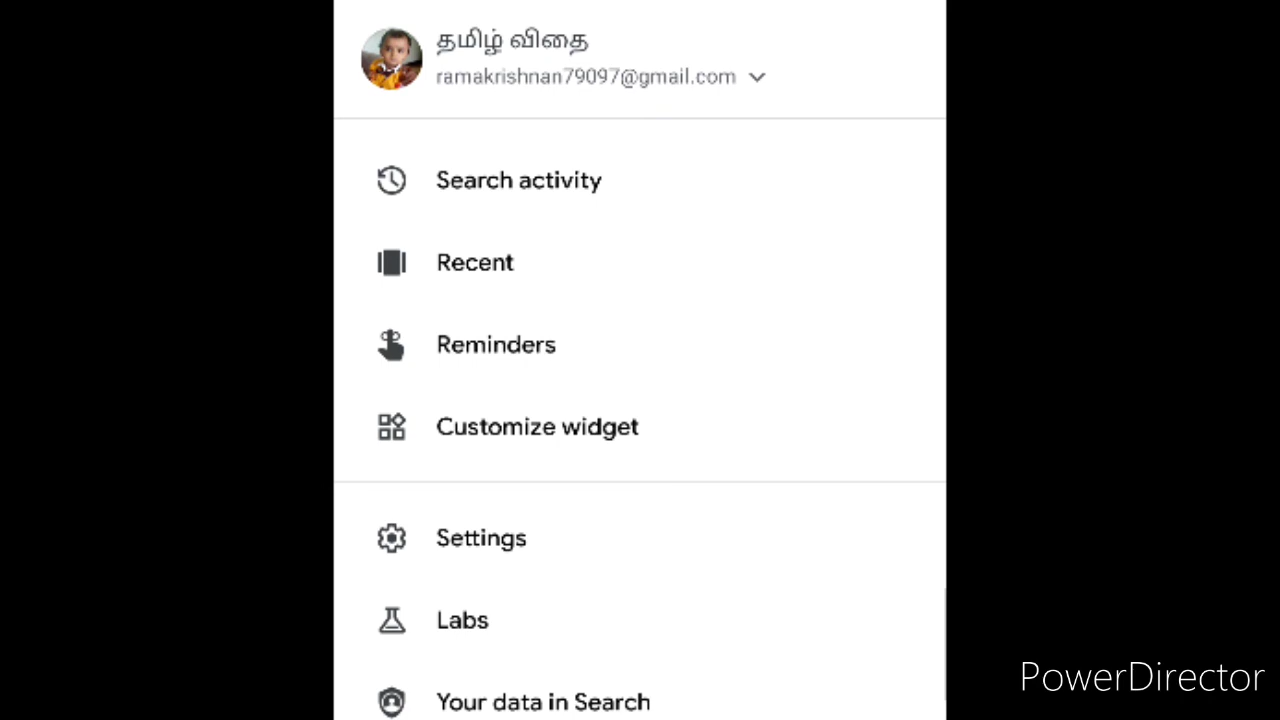 தமிழ் விதை
ramakrishnan79097@gmail.com
Search activity
Recent
Reminders
Customize widget
Settings
Labs
Your data in Search
PowerDirector